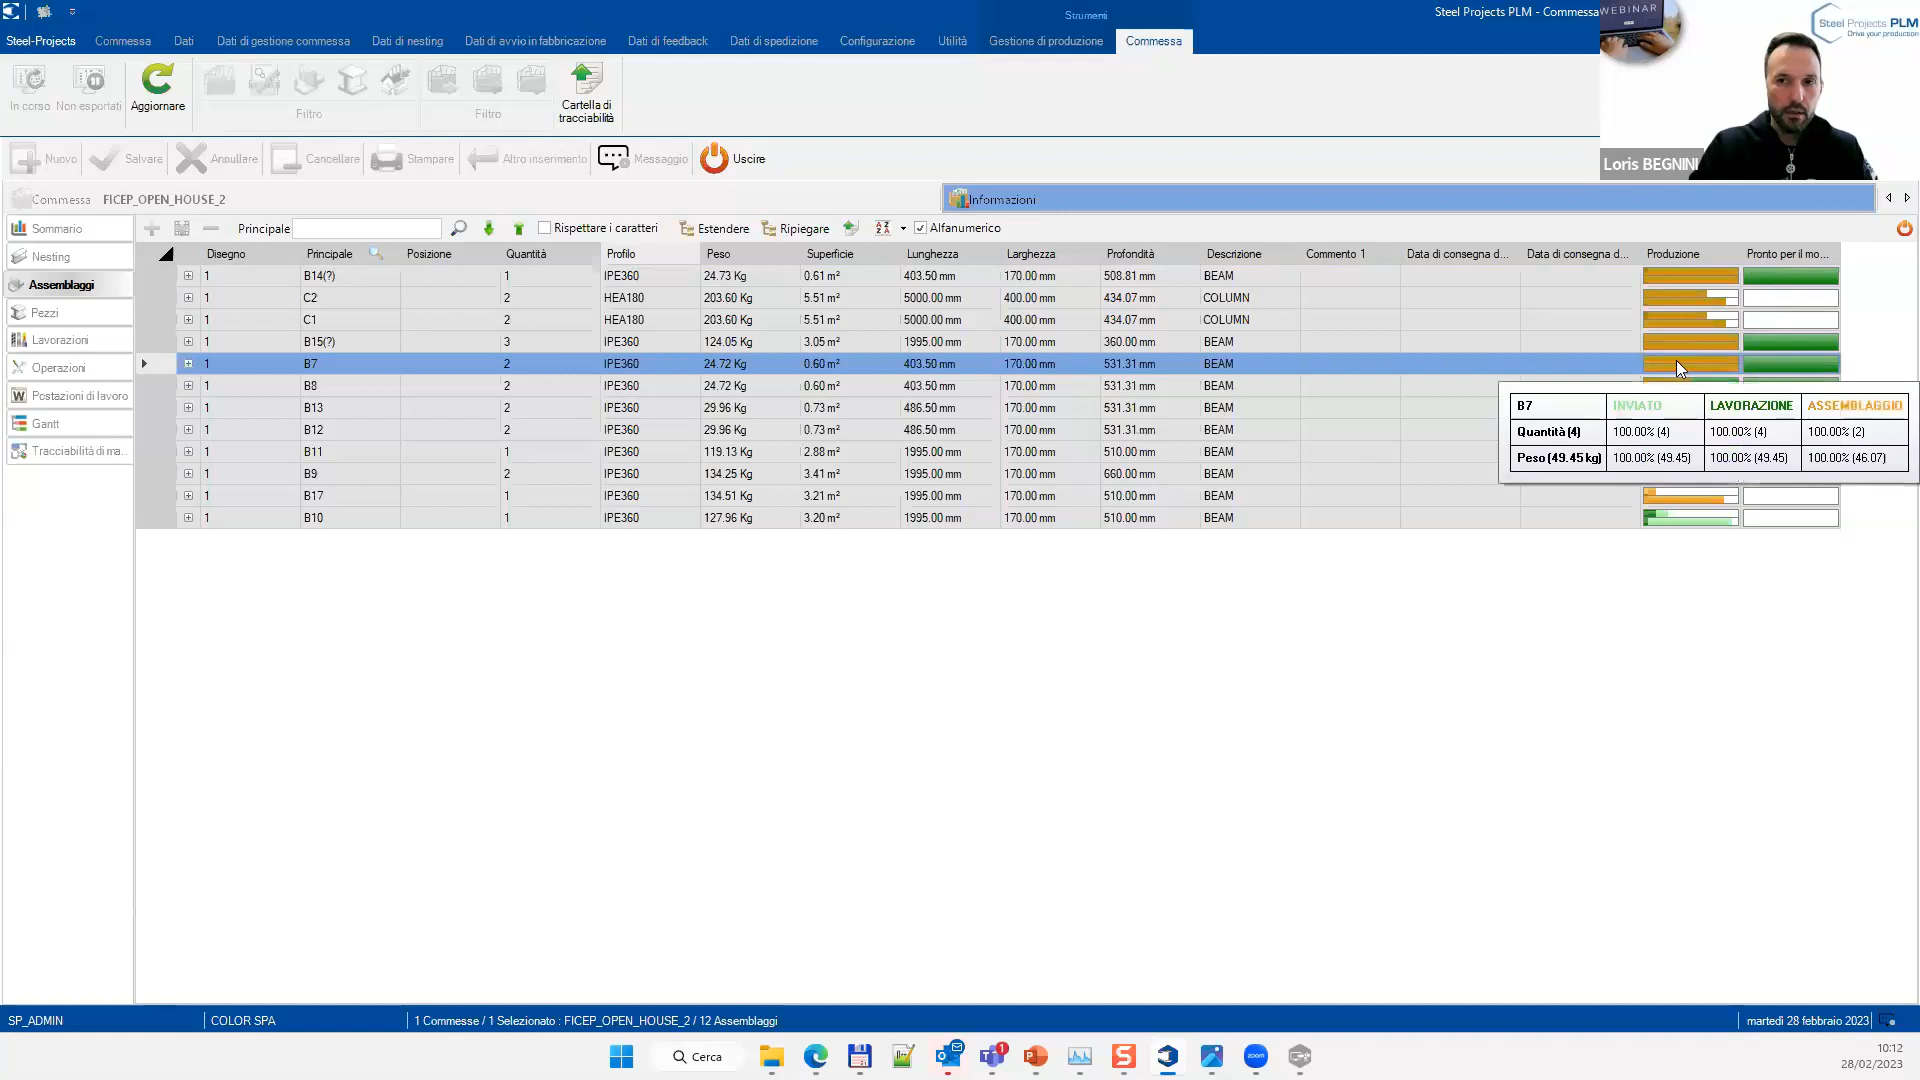 Strumenti
Steel Projects PLM - Commessa
WEBINAR
Steel Projects PLM
Drive your production
Steel-Projects Commessa Dati Dati di gestione commessa Dati di nesting Dati di avvio in fabbricazione Dati di feedback Dati di spedizione Configurazione Utilità Gestione di produzione Commessa
In corso Non esportati Aggiornare Filtro Filtro Cartella di tracciabilità
Nuovo Salvare Annullare Cancellare Stampare Altro inserimento Messaggio Uscire
Loris BEGNINI
Commessa FICEP_OPEN_HOUSE_2 Informazioni
Sommario
Nesting
Assemblaggi
Pezzi
Lavorazioni
Operazioni
Postazioni di lavoro
Gantt
Tracciabilità di ma...
Principale Rispettare i caratteri Estendere Ripiegare Alfanumerico
Disegno Principale Posizione Quantità Profilo Peso Superficie Lunghezza Larghezza Profondità Descrizione Commento 1 Data di consegna d... Data di consegna d... Produzione Pronto per il mo...
1 B14(?) 1 IPE360 24.73 Kg 0.61 m² 403.50 mm 170.00 mm 508.81 mm BEAM
1 C2 2 HEA180 203.60 Kg 5.51 m² 5000.00 mm 400.00 mm 434.07 mm COLUMN
1 C1 2 HEA180 203.60 Kg 5.51 m² 5000.00 mm 400.00 mm 434.07 mm COLUMN
1 B15(?) 3 IPE360 124.05 Kg 3.05 m² 1995.00 mm 170.00 mm 360.00 mm BEAM
1 B7 2 IPE360 24.72 Kg 0.60 m² 403.50 mm 170.00 mm 531.31 mm BEAM
1 B8 2 IPE360 24.72 Kg 0.60 m² 403.50 mm 170.00 mm 531.31 mm BEAM
1 B13 2 IPE360 29.96 Kg 0.73 m² 486.50 mm 170.00 mm 531.31 mm BEAM
1 B12 2 IPE360 29.96 Kg 0.73 m² 486.50 mm 170.00 mm 531.31 mm BEAM
1 B11 1 IPE360 119.13 Kg 2.88 m² 1995.00 mm 170.00 mm 510.00 mm BEAM
1 B9 2 IPE360 134.25 Kg 3.41 m² 1995.00 mm 170.00 mm 660.00 mm BEAM
1 B17 1 IPE360 134.51 Kg 3.21 m² 1995.00 mm 170.00 mm 510.00 mm BEAM
1 B10 1 IPE360 127.96 Kg 3.20 m² 1995.00 mm 170.00 mm 510.00 mm BEAM
B7 INVIATO LAVORAZIONE ASSEMBLAGGIO
Quantità (4) 100.00% (4) 100.00% (4) 100.00% (2)
Peso (49.45 kg) 100.00% (49.45) 100.00% (49.45) 100.00% (46.07)
SP_ADMIN COLOR SPA 1 Commesse / 1 Selezionato : FICEP_OPEN_HOUSE_2 / 12 Assemblaggi martedì 28 febbraio 2023
Cerca
1
10:12
28/02/2023